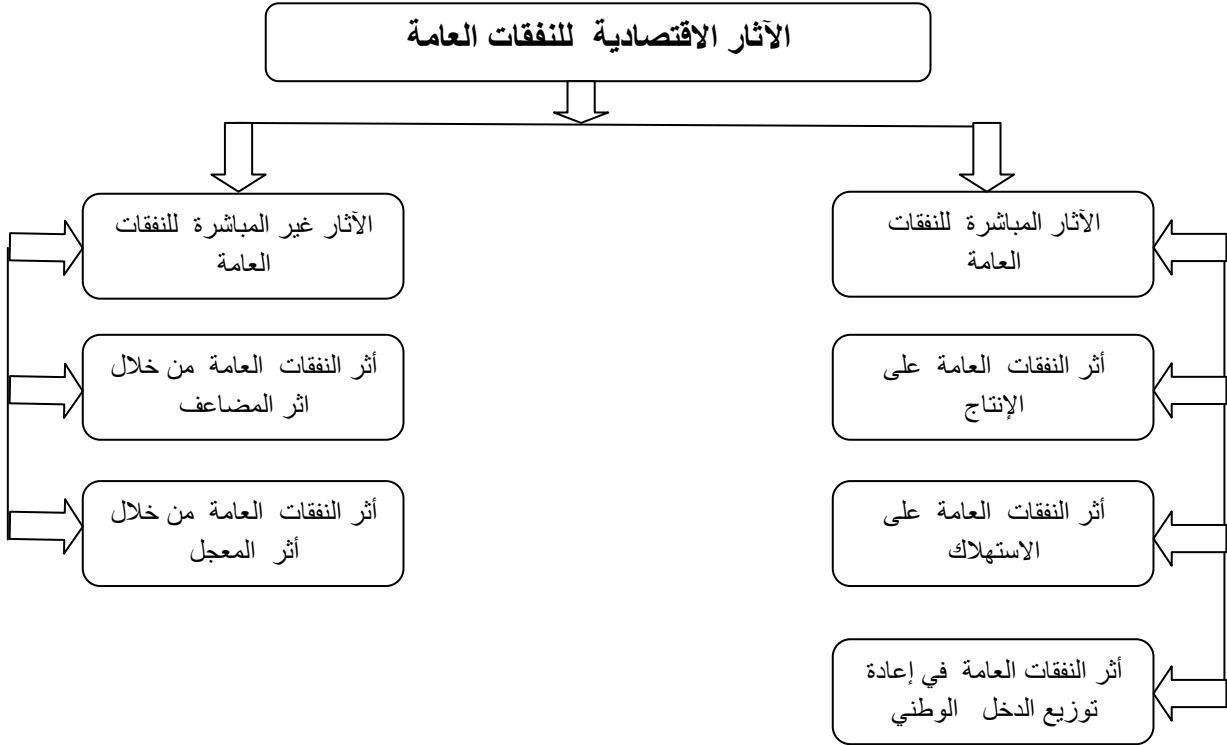 الآثار الاقتصادية للنفقات العامة
الآثار المباشرة للنفقات
العامة
أثر النفقات العامة على
الإنتاج
أثر النفقات العامة على
الاستهلاك
أثر النفقات العامة في إعادة
توزيع الدخل الوطني
الآثار غير المباشرة للنفقات
العامة
أثر النفقات العامة من خلال
اثر المضاعف
أثر النفقات العامة من خلال
أثر المعجل